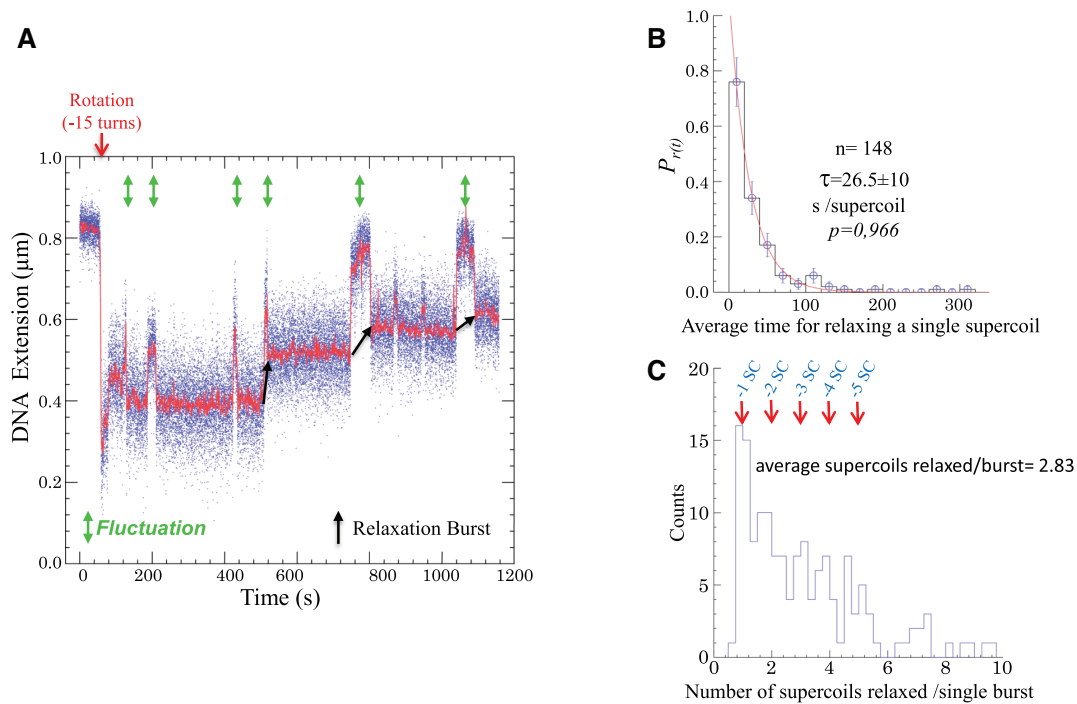 A
Rotation
(-15 turns)
1.0
0.8
0.6
0.4
0.2
0.0
DNA Extension (μm)
Fluctuation
Relaxation Burst
0 200 400 600 800 1000 1200
Time (s)
B
1.0
0.8
0.6
0.4
0.2
0.0
Pr(t)
n= 148
τ=26.5±10
s /supercoil
p=0,966
0 100 200 300
Average time for relaxing a single supercoil
C
20
15
10
5
0
Counts
-1 SC
-2 SC
-3 SC
-4 SC
-5 SC
average supercoils relaxed/burst= 2.83
0 2 4 6 8 10
Number of supercoils relaxed /single burst